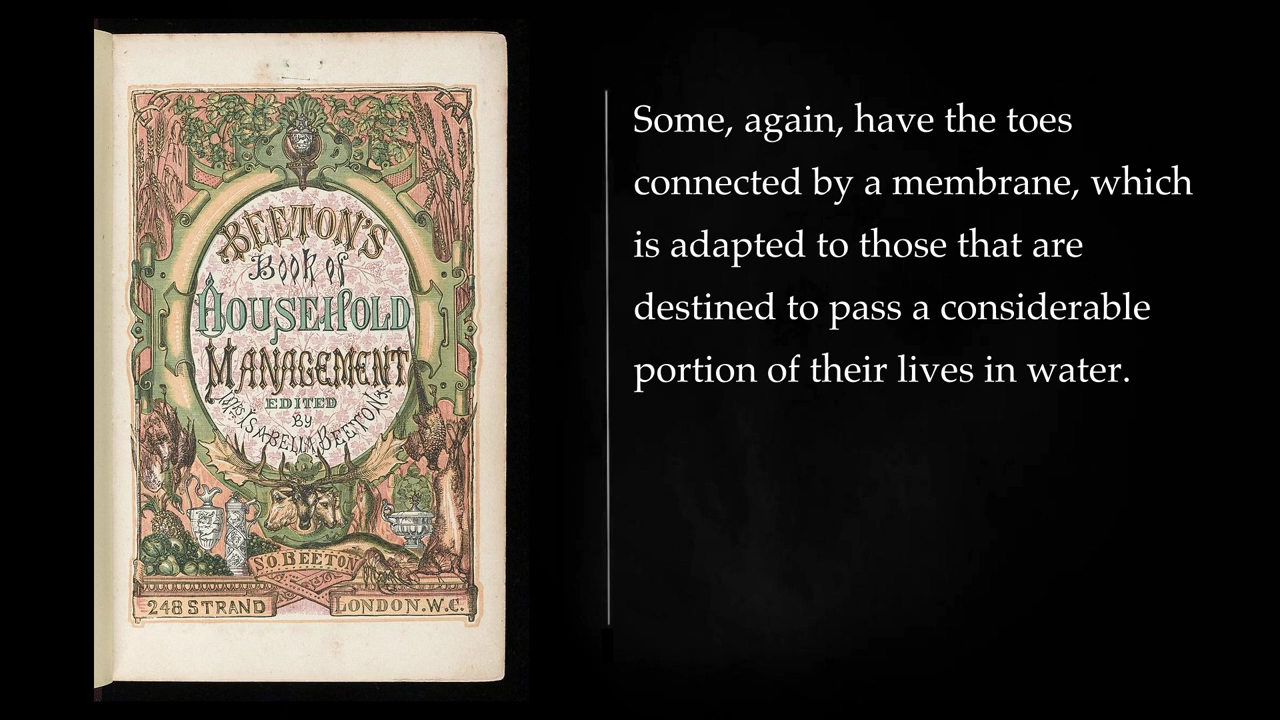 BEETON'S
Book of
HOUSEHOLD
MANAGEMENT
EDITED
BY
MRS ISABELLA BEETON
S.O. BEETON
248 STRAND
LONDON. W.C.
Some, again, have the toes
connected by a membrane, which
is adapted to those that are
destined to pass a considerable
portion of their lives in water.